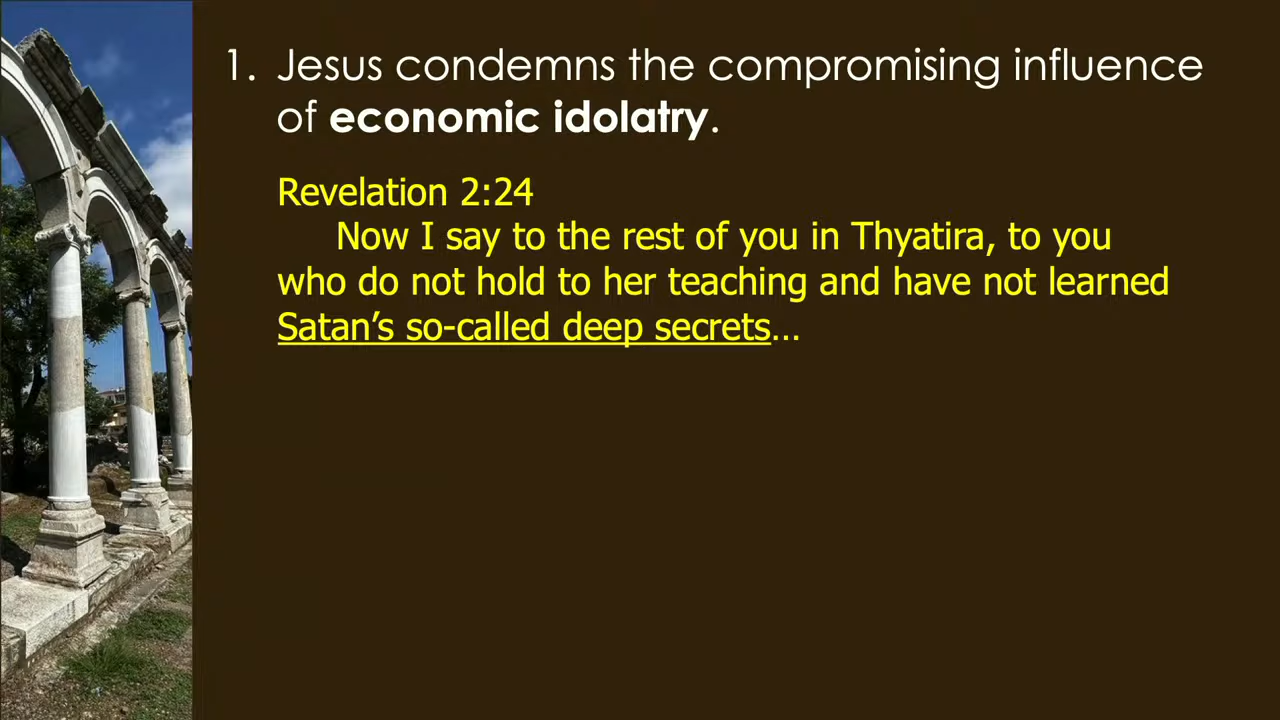 1. Jesus condemns the compromising influence
of economic idolatry.
Revelation 2:24
Now I say to the rest of you in Thyatira, to you
who do not hold to her teaching and have not learned
Satan’s so-called deep secrets...